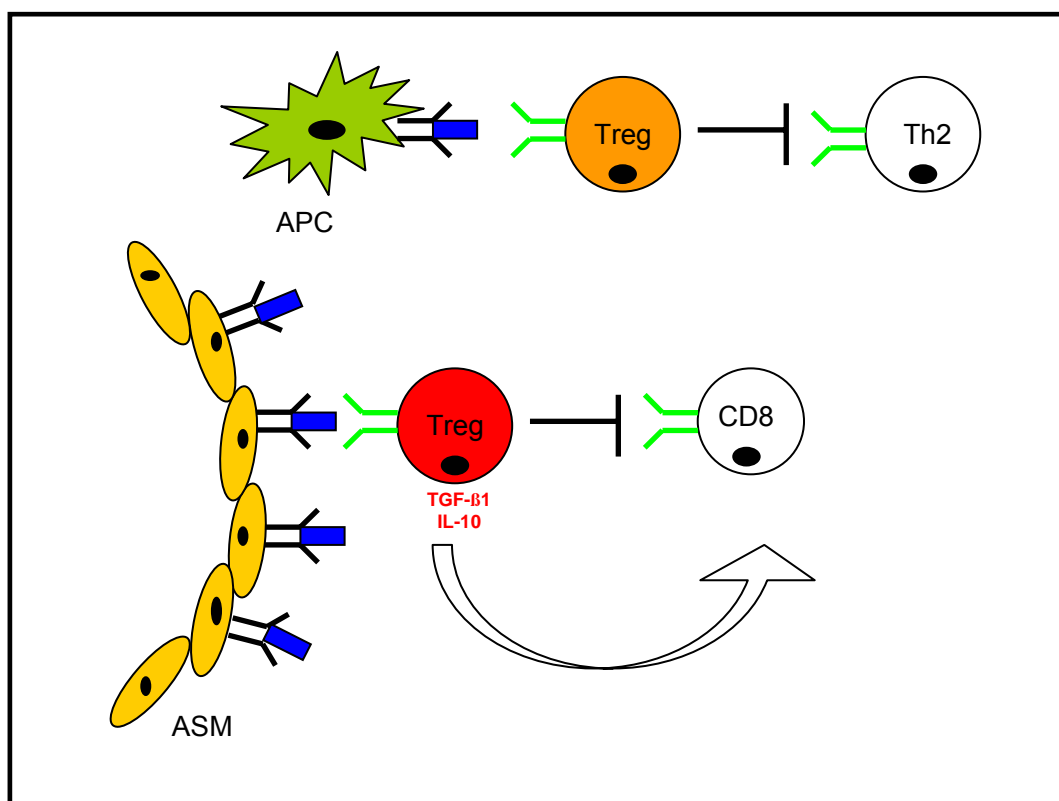 Treg
Th2
APC
Treg
CD8
TGF-ß1
IL-10
ASM